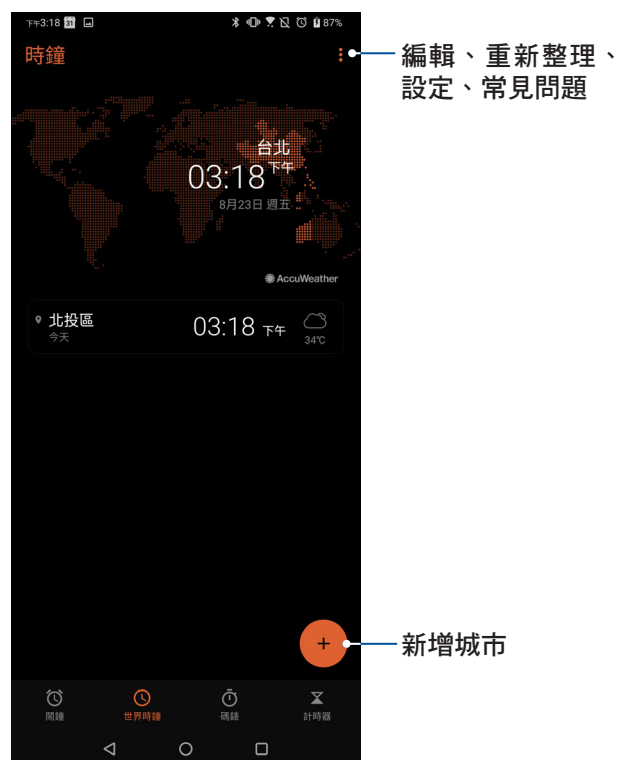 下午3:18 31 87%
時鐘
編輯、重新整理、
設定、常見問題
台北
03:18 下午
8月23日 週五
AccuWeather
北投區
今天
03:18 下午
34°C
+
新增城市
鬧鐘
世界時鐘
碼錶
計時器